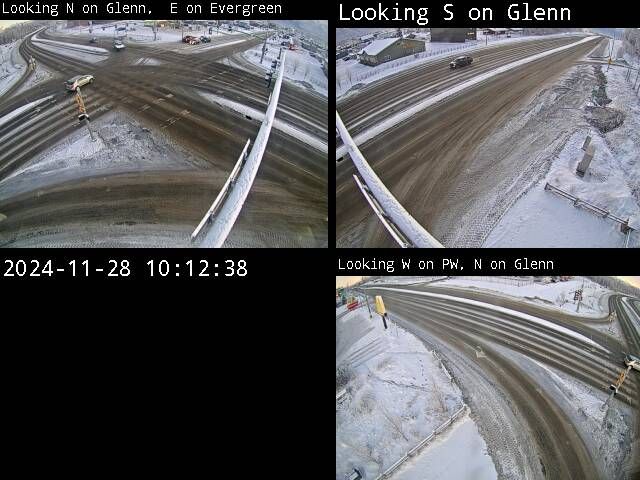 Looking N on Glenn,  E on Evergreen
Looking S on Glenn
2024-11-28 10:12:38
Looking W on PW, N on Glenn